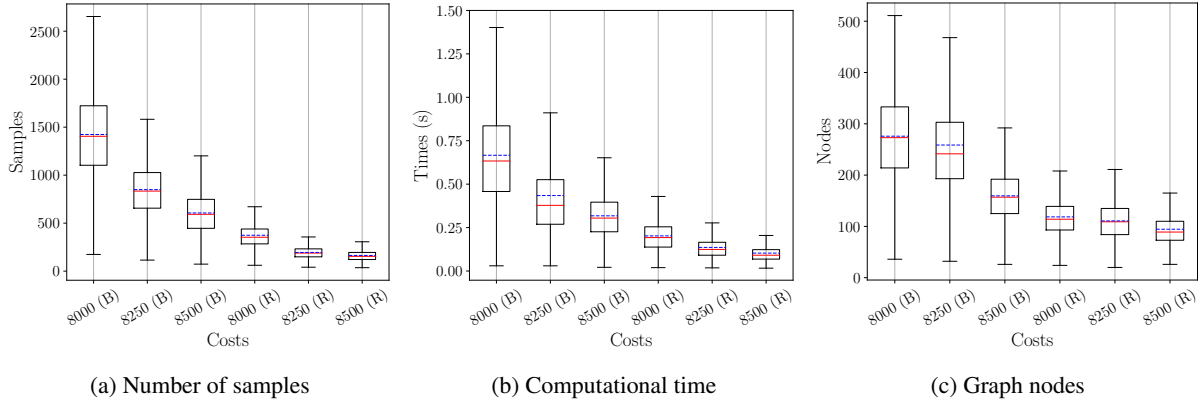 2500
2000
1500
1000
500
0
Samples
8000 (B)
8250 (B)
8500 (B)
8000 (R)
8250 (R)
8500 (R)
Costs
(a) Number of samples
1.50
1.25
1.00
0.75
0.50
0.25
0.00
Times (s)
8000 (B)
8250 (B)
8500 (B)
8000 (R)
8250 (R)
8500 (R)
Costs
(b) Computational time
500
400
300
200
100
0
Nodes
8000 (B)
8250 (B)
8500 (B)
8000 (R)
8250 (R)
8500 (R)
Costs
(c) Graph nodes